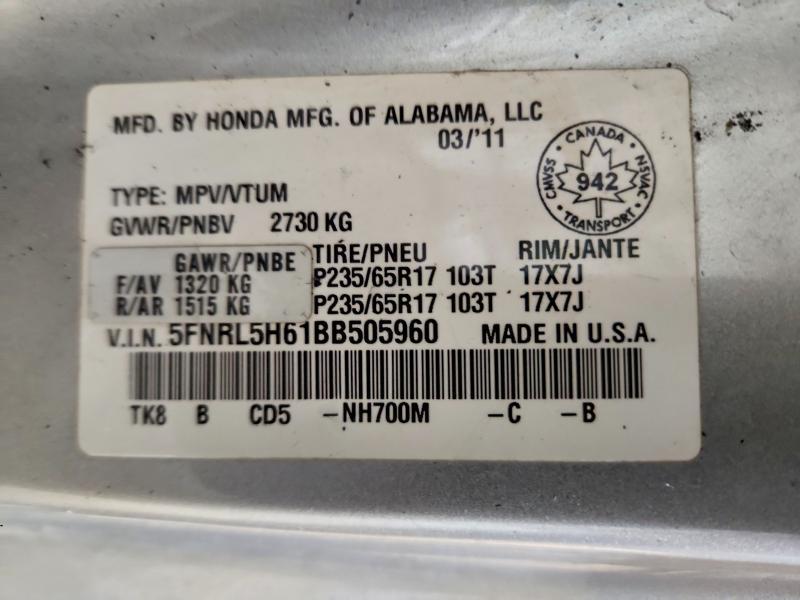 MFD. BY HONDA MFG. OF ALABAMA, LLC
03/'11
CANADA
CMVSS 942 NSVAC
TRANSPORT
TYPE: MPV/VTUM
GVWR/PNBV 2730 KG
GAWR/PNBE TIRE/PNEU RIM/JANTE
F/AV 1320 KG P235/65R17 103T 17X7J
R/AR 1515 KG P235/65R17 103T 17X7J
V.I.N. 5FNRL5H61BB505960 MADE IN U.S.A.
TK8 B CD5 -NH700M -C -B